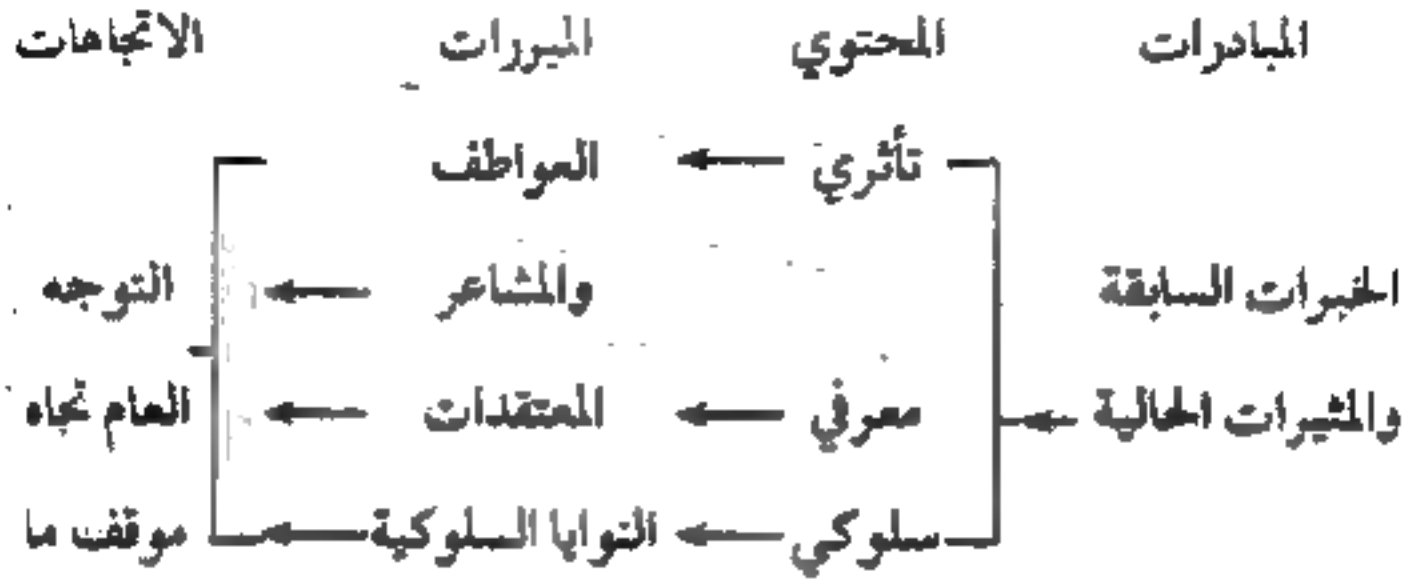 المبادرات المحتوي المبررات الاتجاهات
تأثري العواطف
الخبرات السابقة والمشاعر التوجه
والمثيرات الحالية معرفي المعتقدات العام تجاه
سلوكي النوايا السلوكية موقف ما